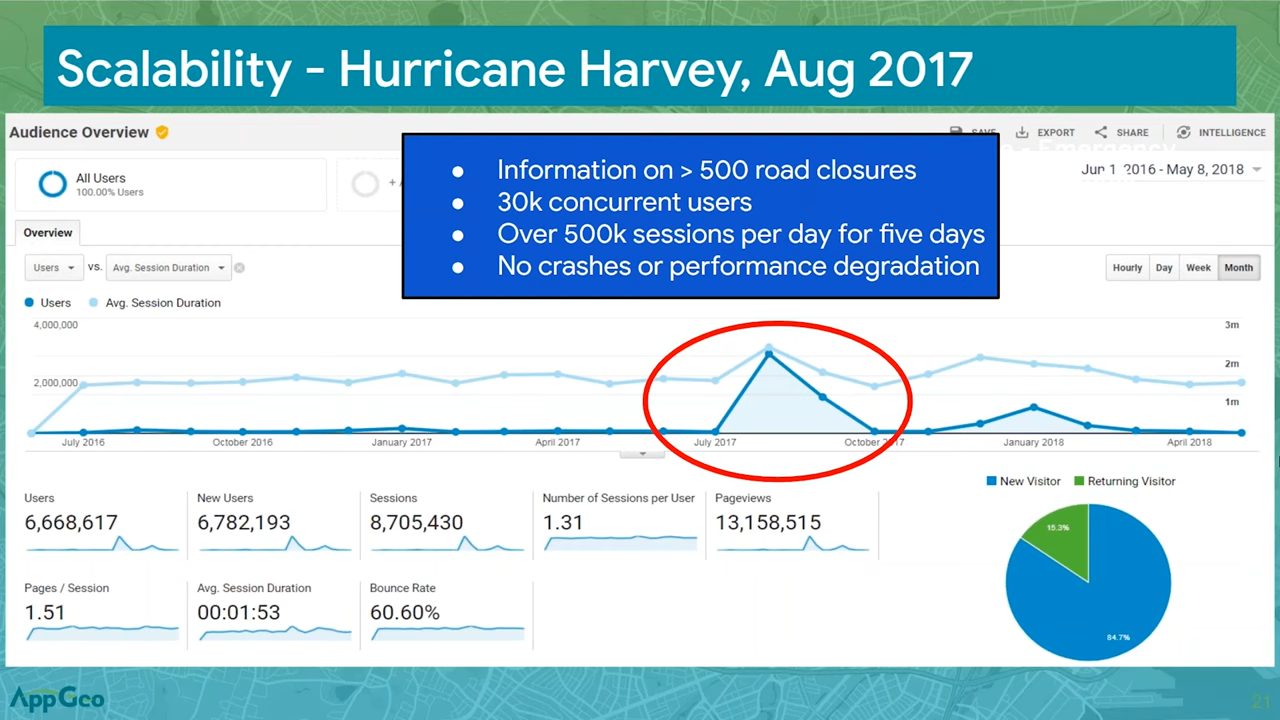 Scalability - Hurricane Harvey, Aug 2017
Audience Overview
SAVE
EXPORT
SHARE
INTELLIGENCE
- Emergency
All Users
100.00% Users
+
Jun 1, 2016 - May 8, 2018
• Information on > 500 road closures
• 30k concurrent users
• Over 500k sessions per day for five days
• No crashes or performance degradation
Overview
Users
vs.
Avg. Session Duration
Hourly
Day
Week
Month
Users
Avg. Session Duration
4,000,000
3m
2,000,000
2m
1m
July 2016
October 2016
January 2017
April 2017
July 2017
October 2017
January 2018
April 2018
New Visitor
Returning Visitor
Users
6,668,617
New Users
6,782,193
Sessions
8,705,430
Number of Sessions per User
1.31
Pageviews
13,158,515
15.3%
84.7%
Pages / Session
1.51
Avg. Session Duration
00:01:53
Bounce Rate
60.60%
AppGeo
21